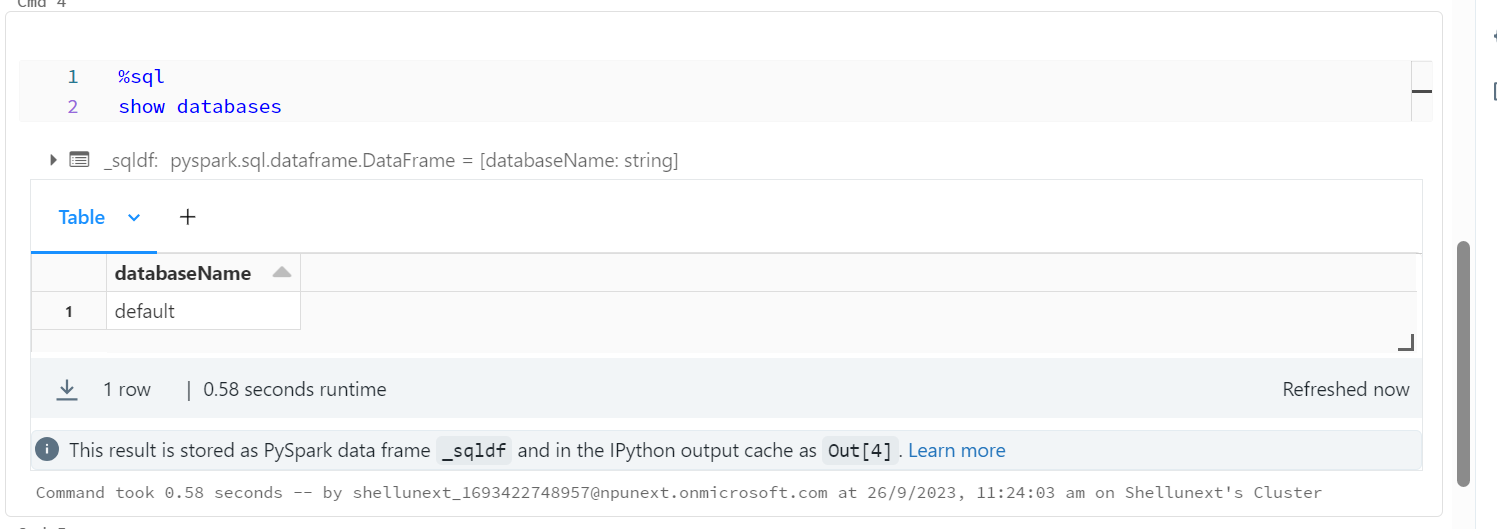 Cmd 4
1 %sql
2 show databases
_sqldf: pyspark.sql.dataframe.DataFrame = [databaseName: string]
Table +
databaseName
1 default
1 row | 0.58 seconds runtime Refreshed now
This result is stored as PySpark data frame _sqldf and in the IPython output cache as Out[4]. Learn more
Command took 0.58 seconds -- by shellunext_1693422748957@npunext.onmicrosoft.com at 26/9/2023, 11:24:03 am on Shellunext's Cluster